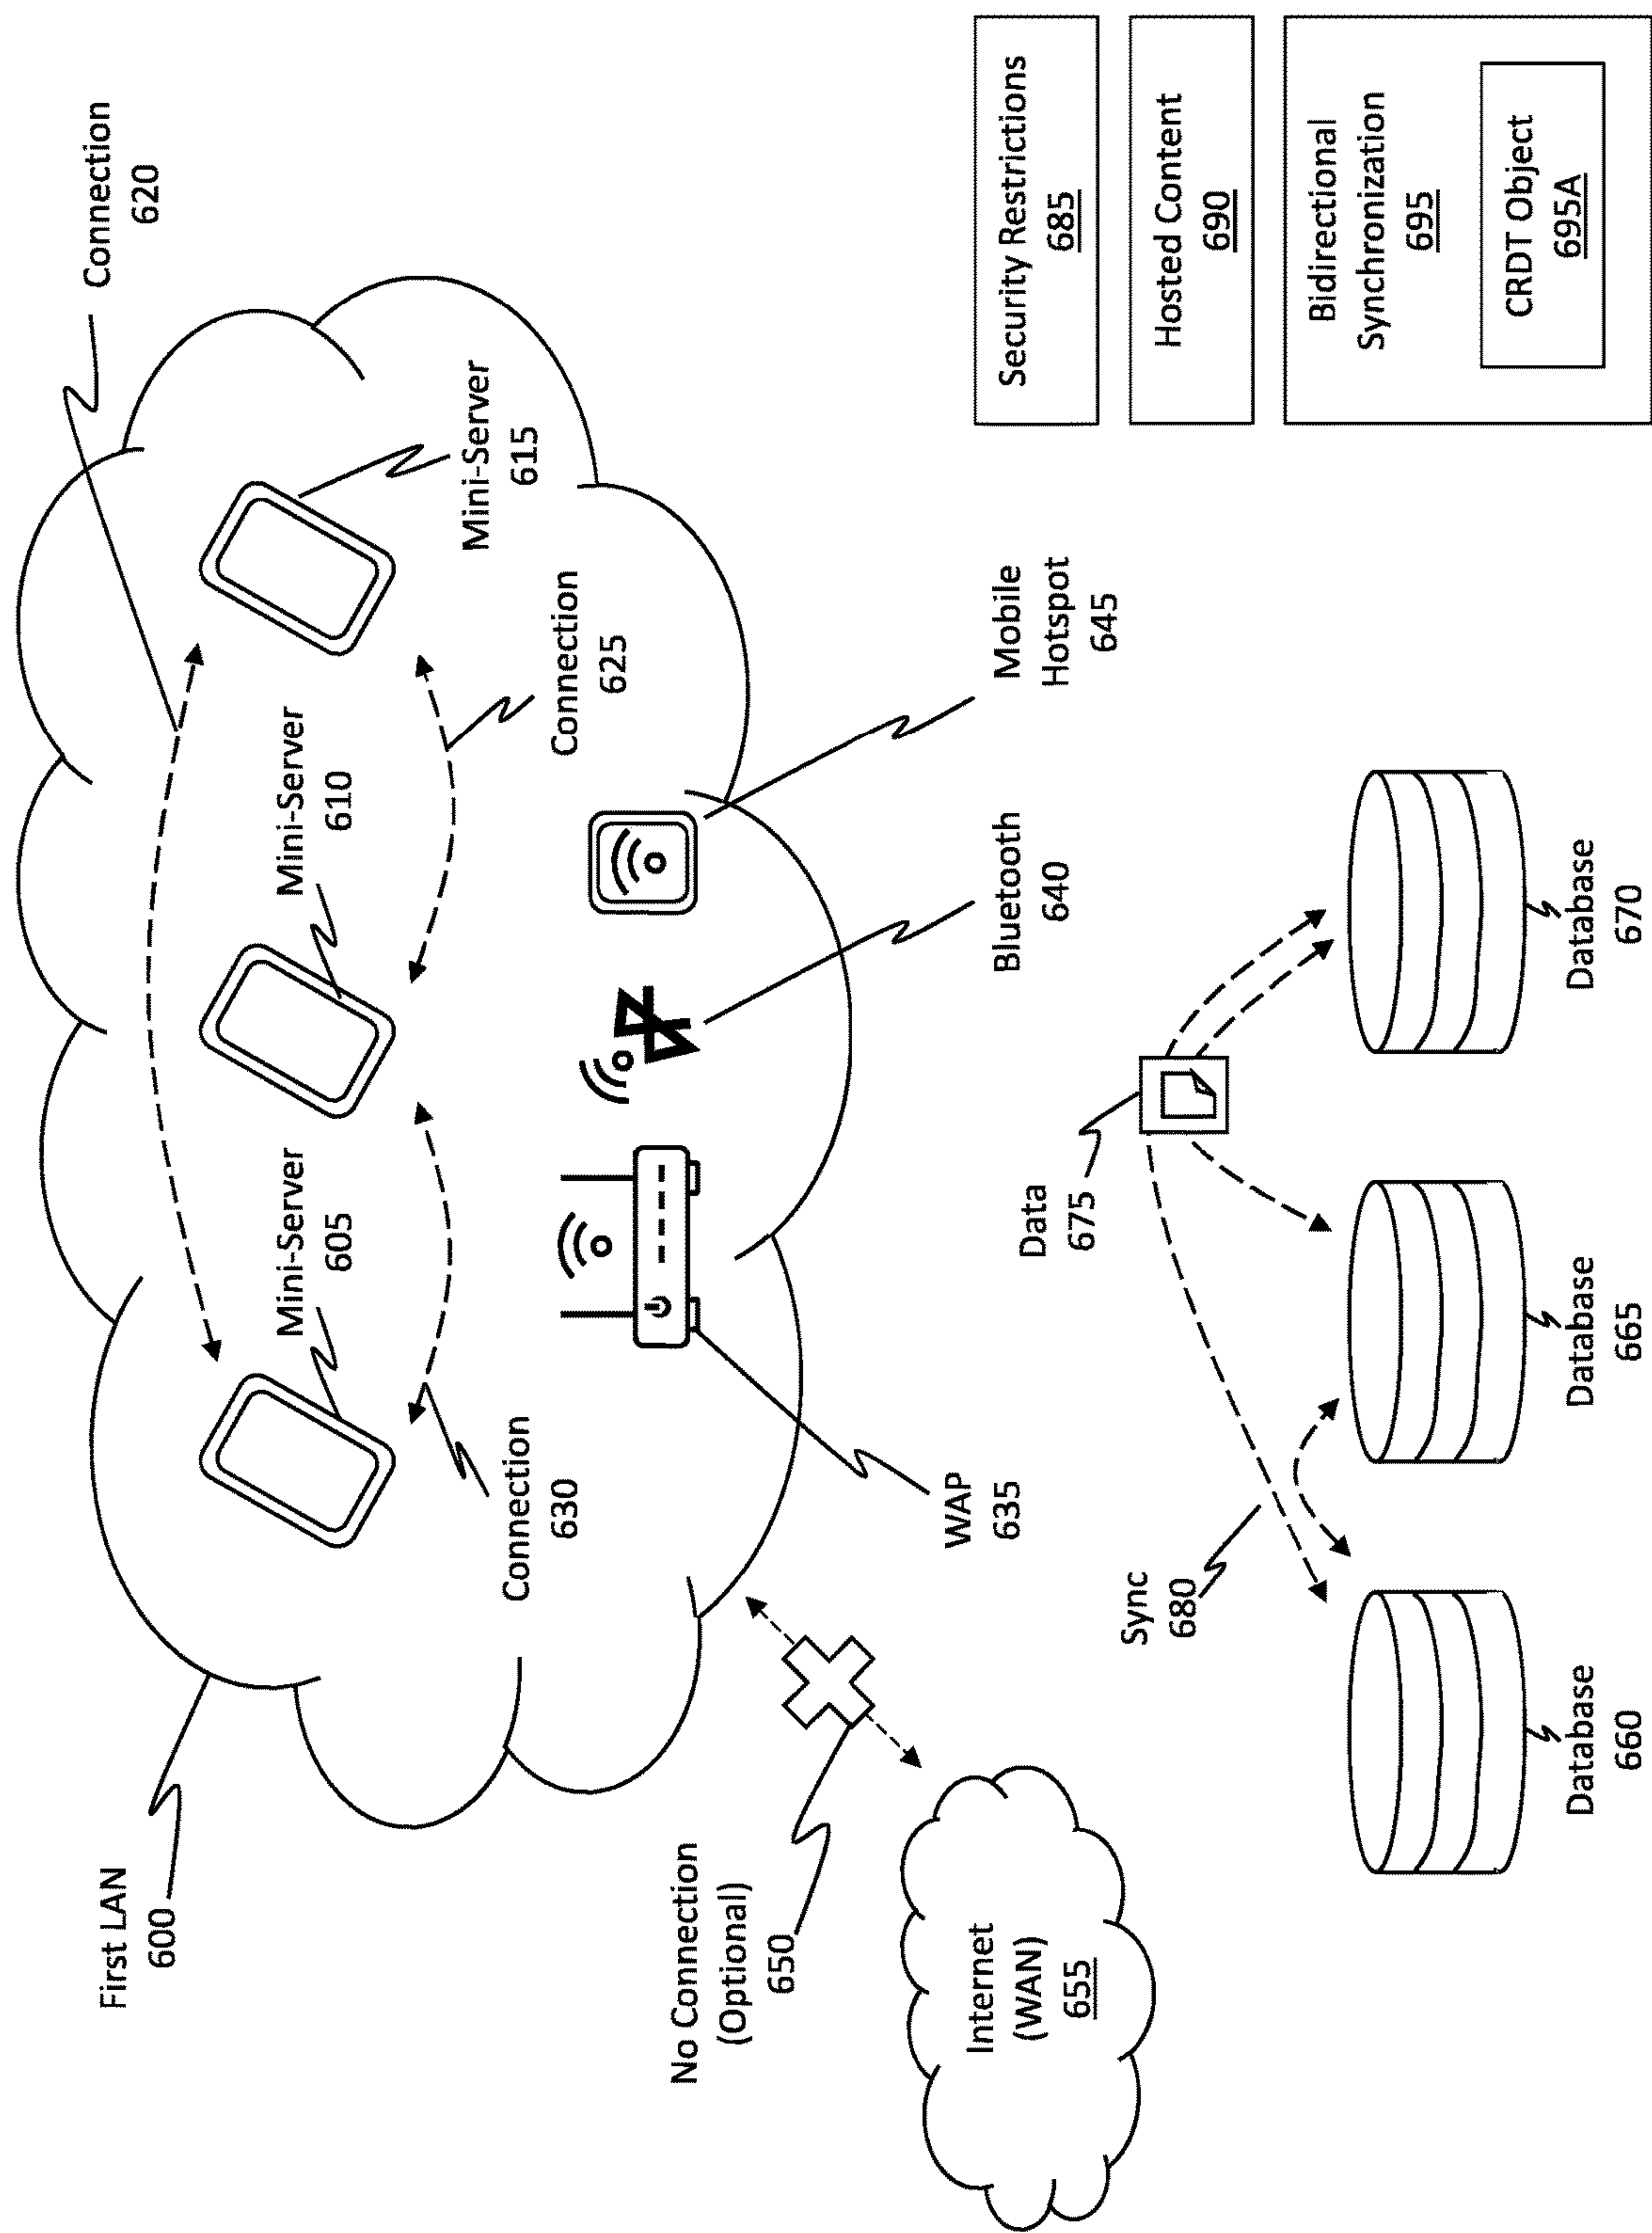 First LAN
600
Connection
620
Mini-Server
605
Mini-Server
610
Mini-Server
615
Connection
630
Connection
625
No Connection
(Optional)
650
WAP
635
Bluetooth
640
Mobile
Hotspot
645
Internet
(WAN)
655
Sync
680
Data
675
Database
660
Database
665
Database
670
Security Restrictions
685
Hosted Content
690
Bidirectional
Synchronization
695
CRDT Object
695A